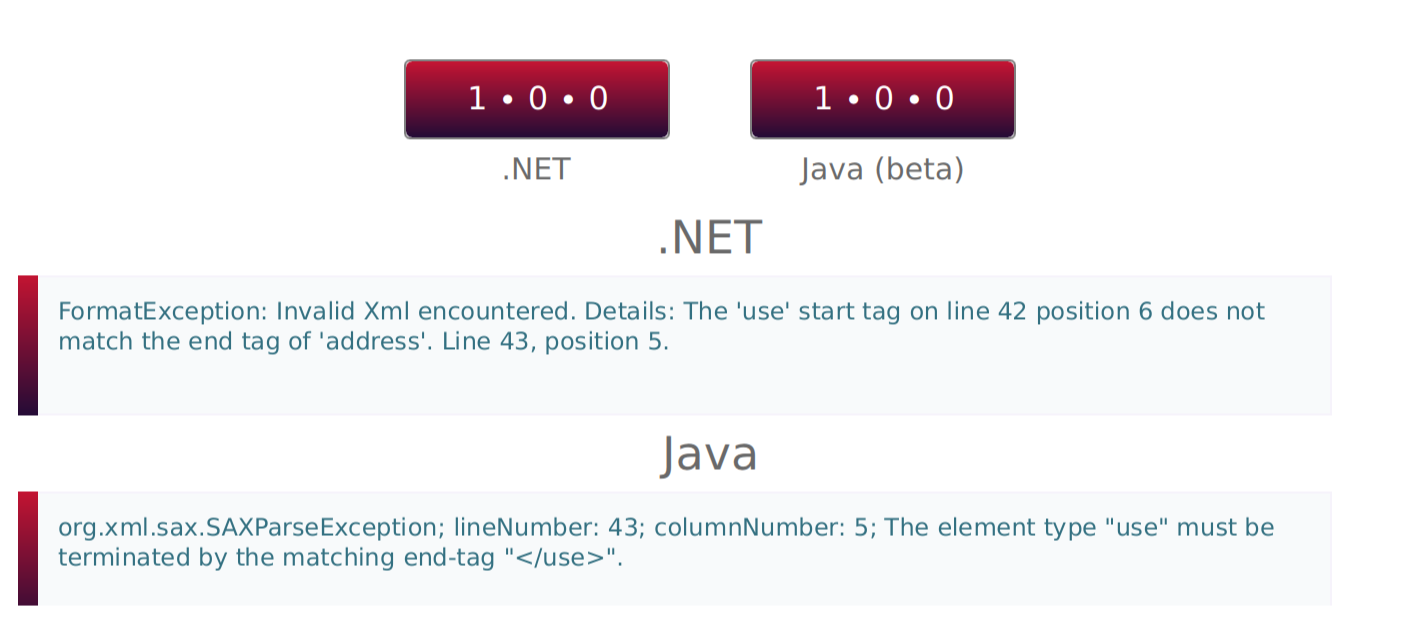 1 • 0 • 0
1 • 0 • 0
.NET
Java (beta)
.NET
FormatException: Invalid Xml encountered. Details: The 'use' start tag on line 42 position 6 does not
match the end tag of 'address'. Line 43, position 5.
Java
org.xml.sax.SAXParseException; lineNumber: 43; columnNumber: 5; The element type "use" must be
terminated by the matching end-tag "</use>".